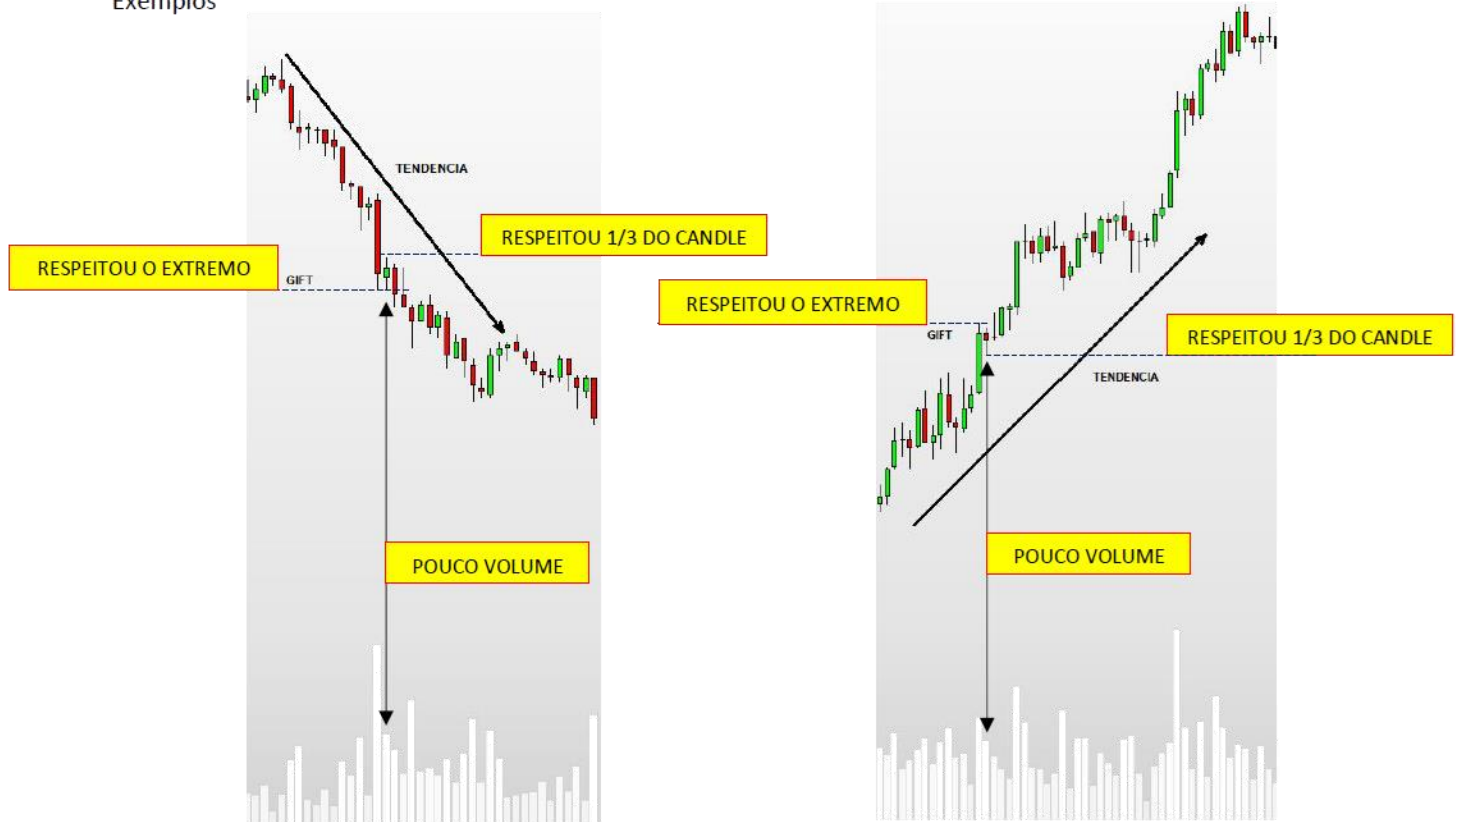 Exemplos
TENDENCIA
RESPEITOU 1/3 DO CANDLE
RESPEITOU O EXTREMO
GIFT
POUCO VOLUME
RESPEITOU O EXTREMO
GIFT
RESPEITOU 1/3 DO CANDLE
TENDENCIA
POUCO VOLUME